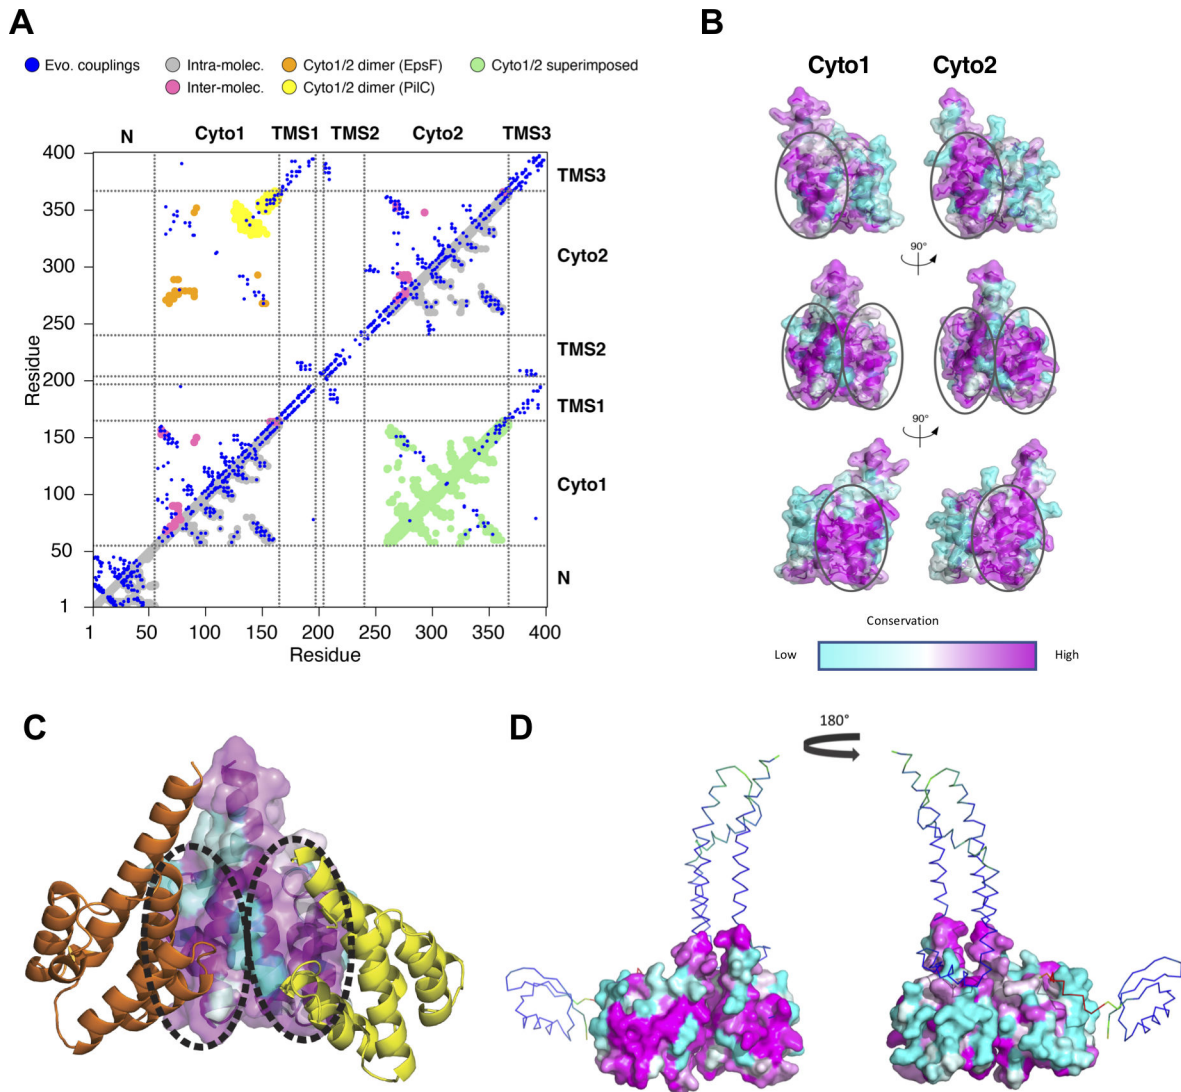 A
Evo. couplings
Intra-molec.
Cyto1/2 dimer (EpsF)
Cyto1/2 superimposed
Inter-molec.
Cyto1/2 dimer (PilC)
N Cyto1 TMS1 TMS2 Cyto2 TMS3
400
350
300
250
200
150
100
50
1
Residue
TMS3
Cyto2
TMS2
TMS1
Cyto1
N
1 50 100 150 200 250 300 350 400
Residue
B
Cyto1 Cyto2
90°
90°
Conservation
Low High
C
D
180°